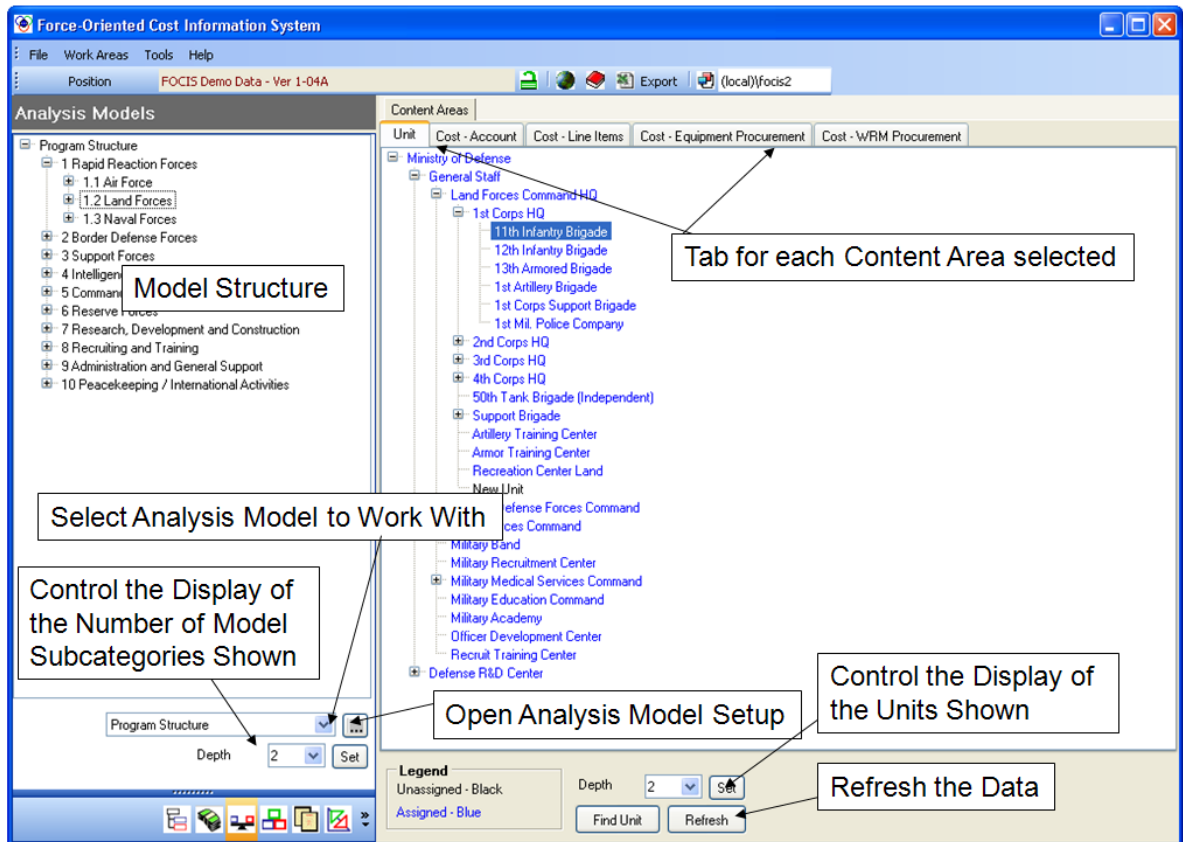 Force-Oriented Cost Information System
File Work Areas Tools Help
Position FOCIS Demo Data - Ver 1-04A Export (local)\focis2
Analysis Models
Program Structure
1 Rapid Reaction Forces
1.1 Air Force
1.2 Land Forces
1.3 Naval Forces
2 Border Defense Forces
3 Support Forces
4 Intelligen
5 Comman
6 Reserve Forces
7 Research, Development and Construction
8 Recruiting and Training
9 Administration and General Support
10 Peacekeeping / International Activities
Model Structure
Select Analysis Model to Work With
Control the Display of
the Number of Model
Subcategories Shown
Program Structure ...
Depth 2 Set
Content Areas
Unit Cost - Account Cost - Line Items Cost - Equipment Procurement Cost - WRM Procurement
Ministry of Defense
General Staff
Land Forces Command HQ
1st Corps HQ
11th Infantry Brigade
12th Infantry Brigade
13th Armored Brigade
1st Artillery Brigade
1st Corps Support Brigade
1st Mil. Police Company
2nd Corps HQ
3rd Corps HQ
4th Corps HQ
50th Tank Brigade (Independent)
Support Brigade
Artillery Training Center
Armor Training Center
Recreation Center Land
New Unit
efense Forces Command
ces Command
Military Band
Military Recruitment Center
Military Medical Services Command
Military Education Command
Military Academy
Officer Development Center
Recruit Training Center
Defense R&D Center
Tab for each Content Area selected
Open Analysis Model Setup
Control the Display of
the Units Shown
Refresh the Data
Legend
Unassigned - Black
Assigned - Blue
Depth 2 Set
Find Unit Refresh